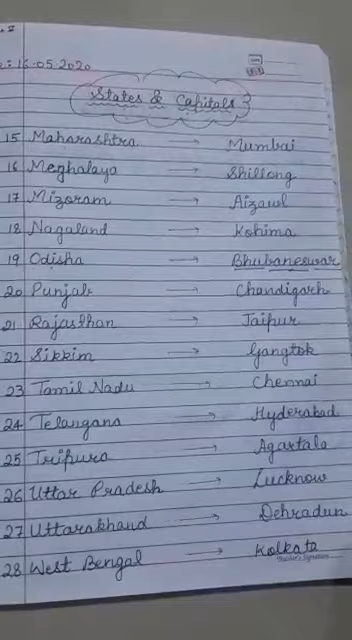 : 16.05.2020
States & Capitals
15 Maharashtra → Mumbai
16 Meghalaya → Shillong
17 Mizoram → Aizawl
18 Nagaland → Kohima
19 Odisha → Bhubaneswar
20 Punjab → Chandigarh
21 Rajasthan → Jaipur
22 Sikkim → Gangtok
23 Tamil Nadu → Chennai
24 Telangana → Hyderabad
25 Tripura → Agartala
26 Uttar Pradesh → Lucknow
27 Uttarakhand → Dehradun
28 West Bengal → Kolkata
Teacher's Signature